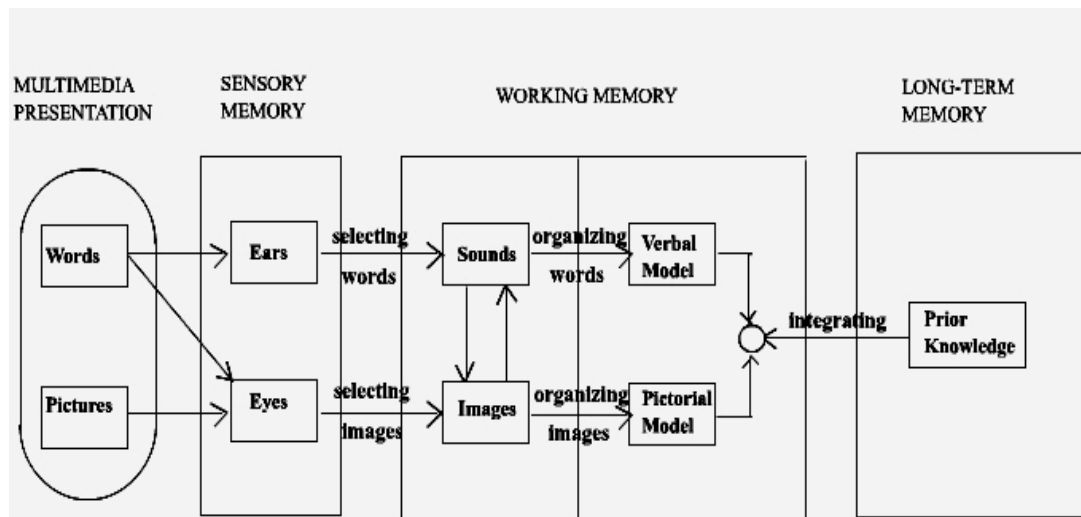 MULTIMEDIA
PRESENTATION
SENSORY
MEMORY
WORKING MEMORY
LONG-TERM
MEMORY
Words
Ears
selecting
words
Sounds
organizing
words
Verbal
Model
integrating
Prior
Knowledge
Pictures
Eyes
selecting
images
Images
organizing
images
Pictorial
Model